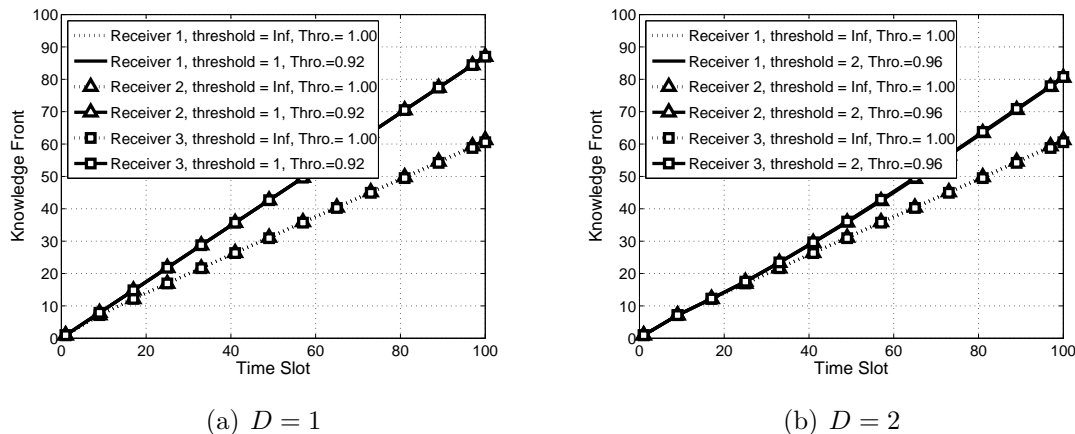 100
90
80
70
60
50
40
30
20
10
0
Knowledge Front
Receiver 1, threshold = Inf, Thro.= 1.00
Receiver 1, threshold = 1, Thro.=0.92
Receiver 2, threshold = Inf, Thro.= 1.00
Receiver 2, threshold = 1, Thro.=0.92
Receiver 3, threshold = Inf, Thro.= 1.00
Receiver 3, threshold = 1, Thro.=0.92
0 20 40 60 80 100
Time Slot
(a) D = 1
100
90
80
70
60
50
40
30
20
10
0
Knowledge Front
Receiver 1, threshold = Inf, Thro.= 1.00
Receiver 1, threshold = 2, Thro.=0.96
Receiver 2, threshold = Inf, Thro.= 1.00
Receiver 2, threshold = 2, Thro.=0.96
Receiver 3, threshold = Inf, Thro.= 1.00
Receiver 3, threshold = 2, Thro.=0.96
0 20 40 60 80 100
Time Slot
(b) D = 2